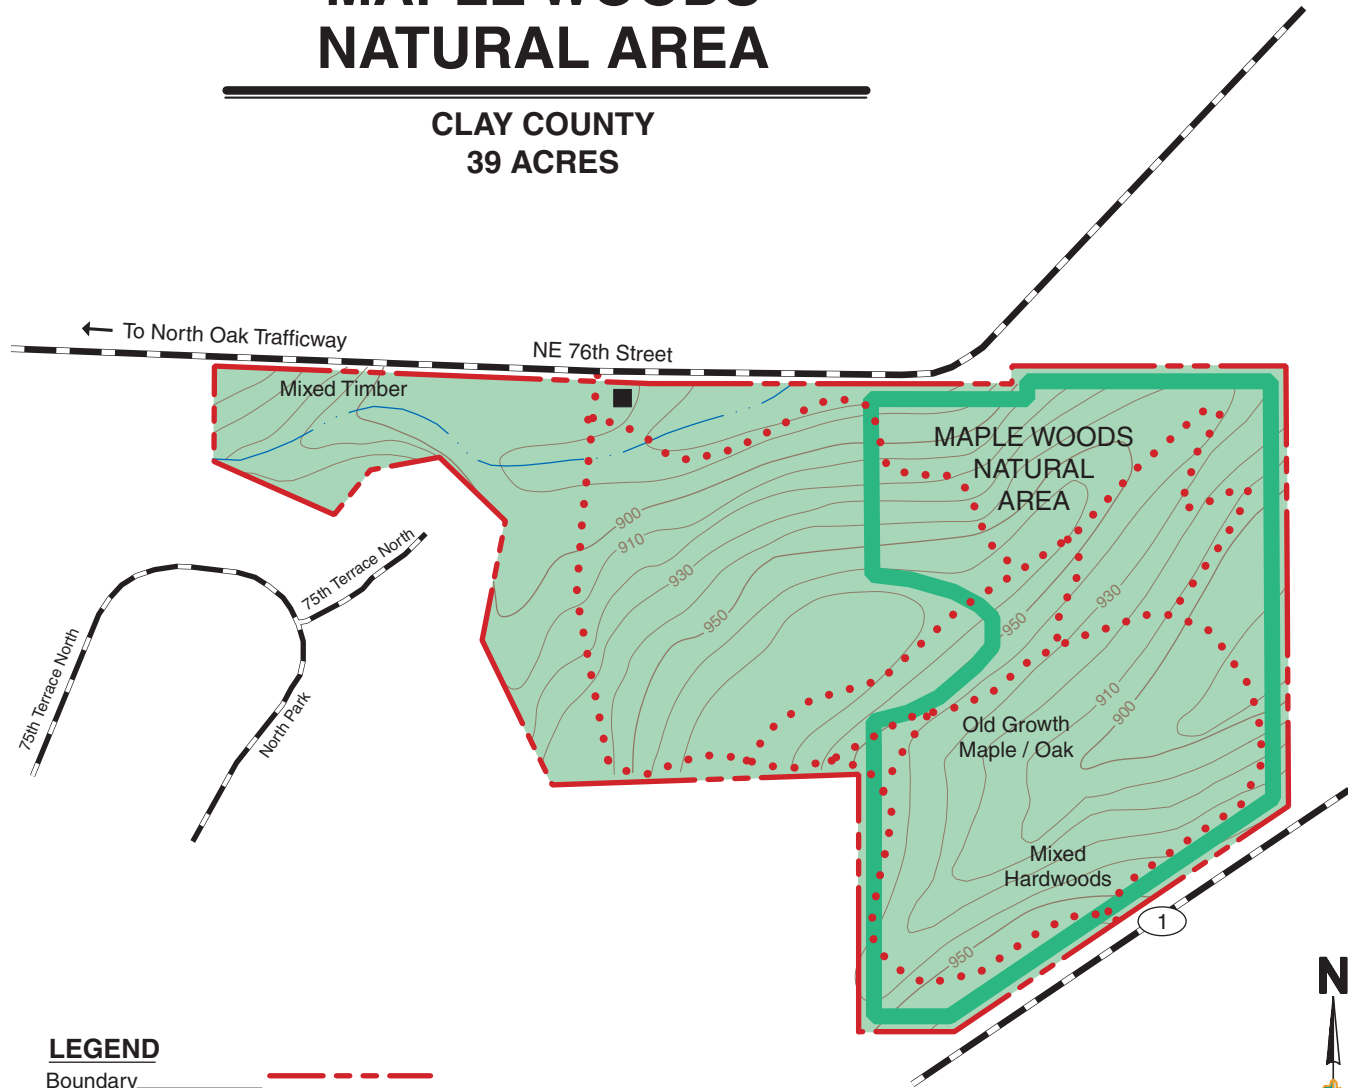 MAPLE WOODS
NATURAL AREA
CLAY COUNTY
39 ACRES
To North Oak Trafficway
NE 76th Street
Mixed Timber
MAPLE WOODS
NATURAL
AREA
900
910
930
950
950
930
910
900
75th Terrace North
75th Terrace North
North Park
Old Growth
Maple / Oak
Mixed
Hardwoods
950
1
N
LEGEND
Boundary